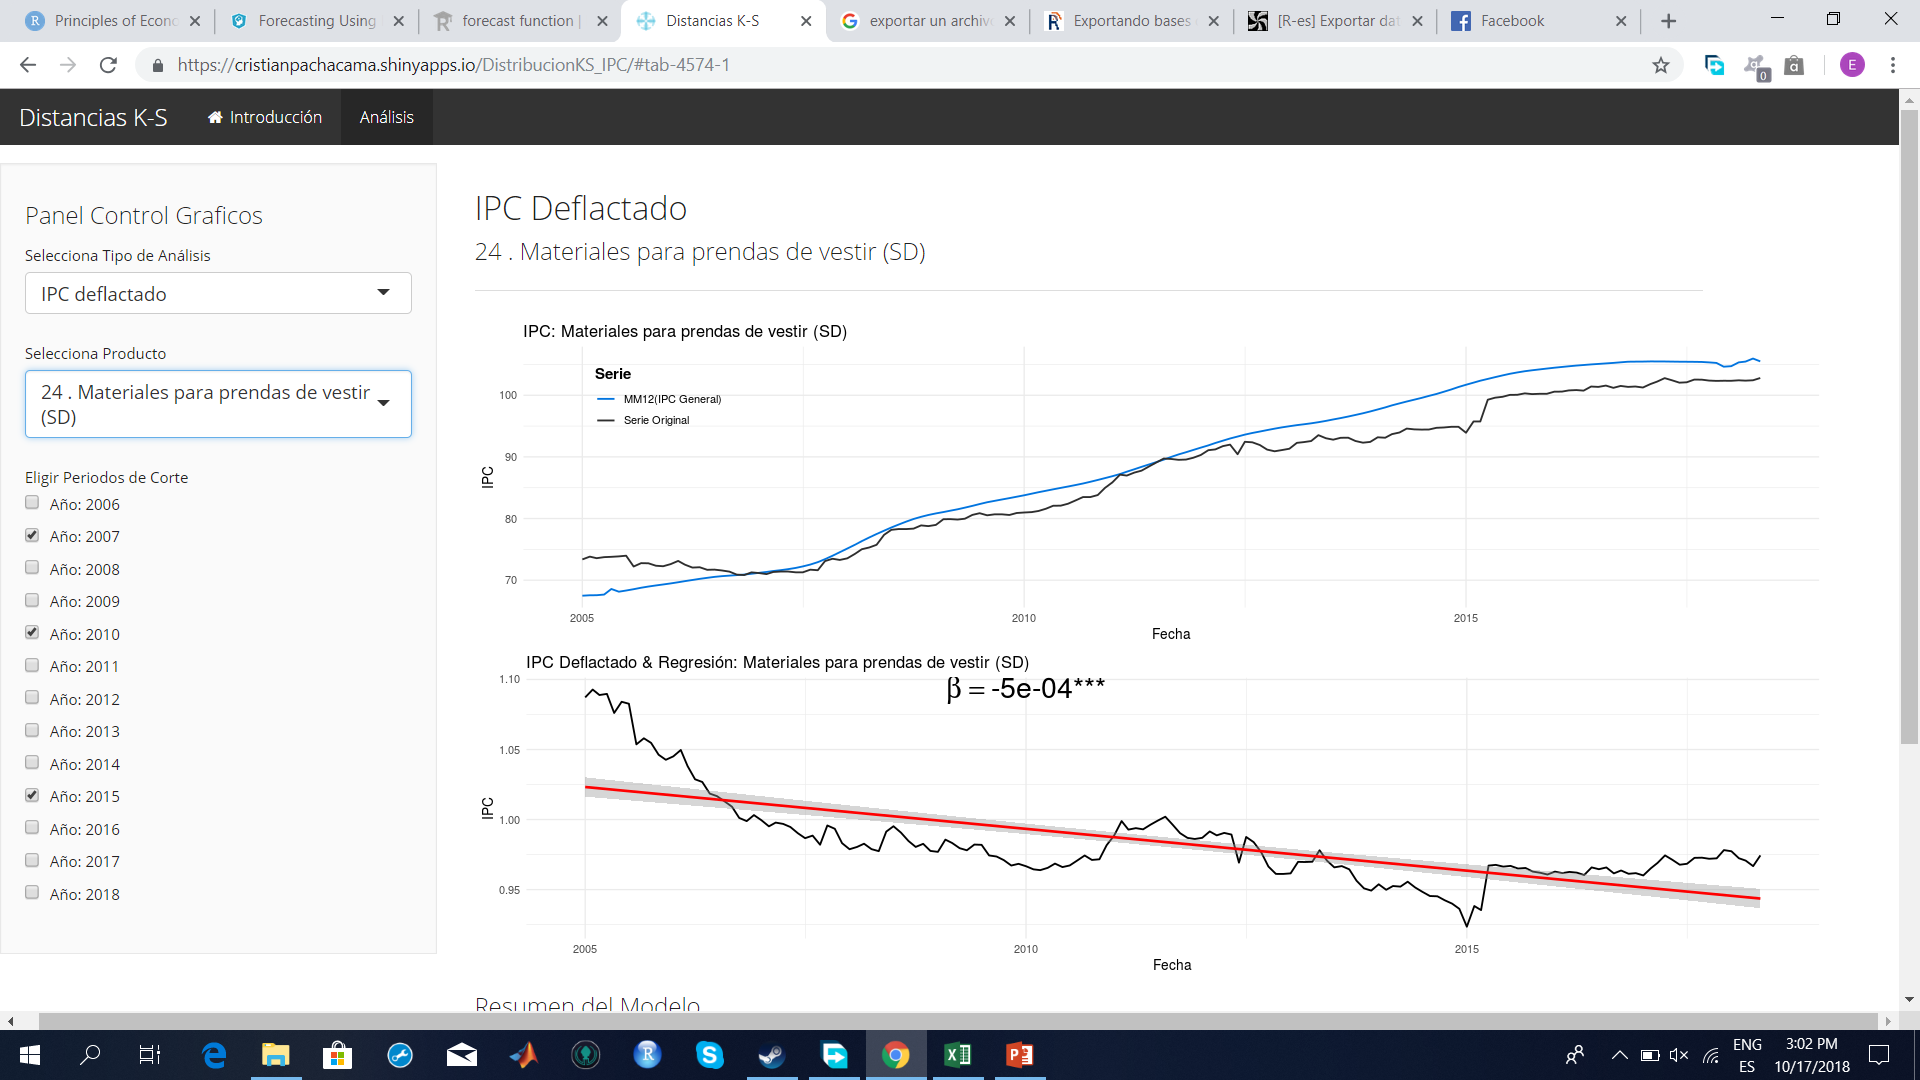 Principles of Econo
Forecasting Using
forecast function |
Distancias K-S
exportar un archivo
Exportando bases
[R-es] Exportar dat
Facebook
https://cristianpachacama.shinyapps.io/DistribucionKS_IPC/#tab-4574-1
0
E
Distancias K-S
Introducción
Análisis
Panel Control Graficos
Selecciona Tipo de Análisis
IPC deflactado
Selecciona Producto
24 . Materiales para prendas de vestir
(SD)
Eligir Periodos de Corte
Año: 2006
Año: 2007
Año: 2008
Año: 2009
Año: 2010
Año: 2011
Año: 2012
Año: 2013
Año: 2014
Año: 2015
Año: 2016
Año: 2017
Año: 2018
IPC Deflactado
24 . Materiales para prendas de vestir (SD)
IPC: Materiales para prendas de vestir (SD)
Serie
MM12(IPC General)
Serie Original
100
90
80
70
IPC
2005
2010
2015
Fecha
IPC Deflactado & Regresión: Materiales para prendas de vestir (SD)
β = -5e-04***
1.10
1.05
1.00
0.95
IPC
2005
2010
2015
Fecha
Resumen del Modelo
ENG
ES
3:02 PM
10/17/2018